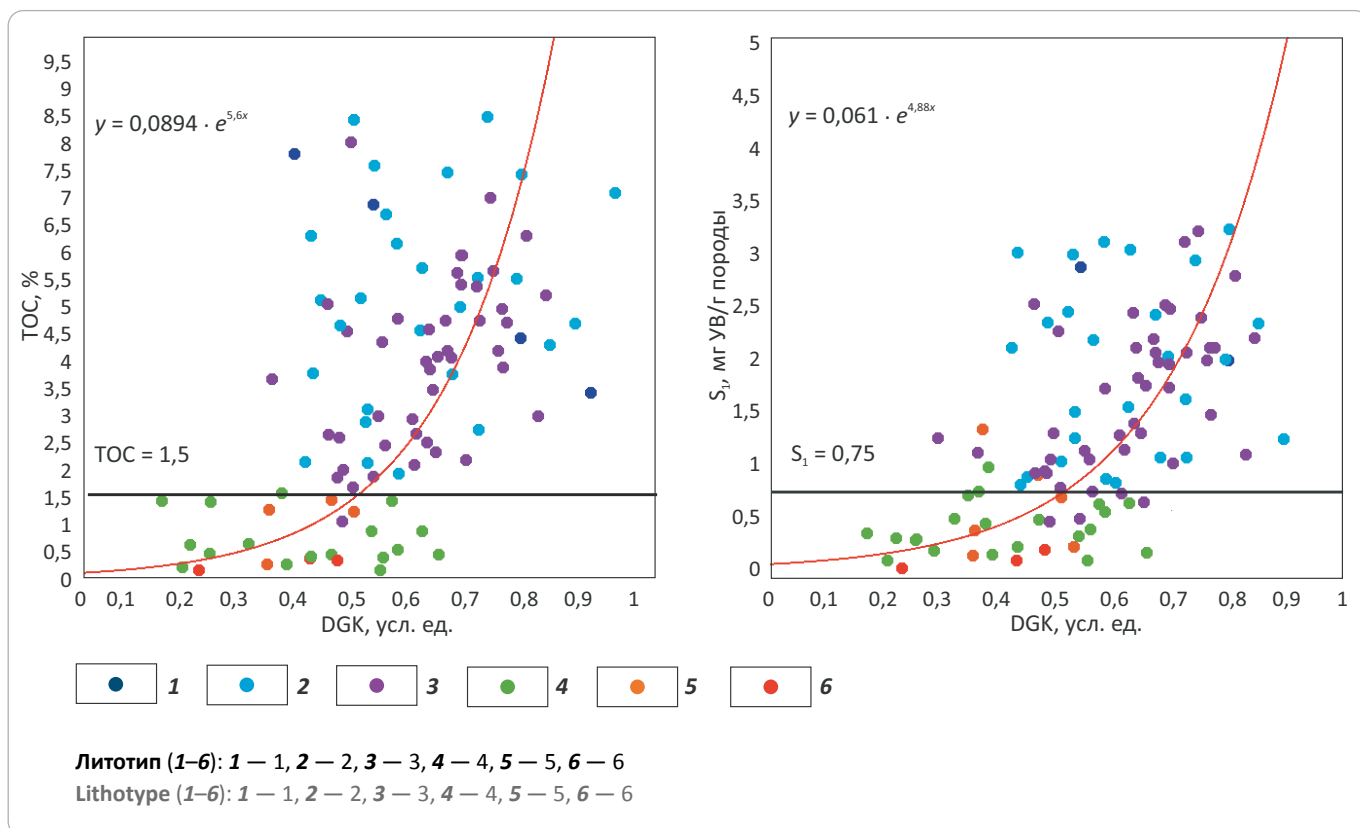 9,5
9
8,5
8
7,5
7
6,5
6
5,5
5
4,5
4
3,5
3
2,5
2
1,5
1
0,5
0
TOC, %
y = 0,0894 · e^5,6x
TOC = 1,5
0 0,1 0,2 0,3 0,4 0,5 0,6 0,7 0,8 0,9 1
DGK, усл. ед.
5
4,5
4
3,5
3
2,5
2
1,5
1
0,5
0
S₁, мг УВ/г породы
y = 0,061 · e^4,88x
S₁ = 0,75
0 0,1 0,2 0,3 0,4 0,5 0,6 0,7 0,8 0,9 1
DGK, усл. ед.
1 2 3 4 5 6
Литотип (1–6): 1 — 1, 2 — 2, 3 — 3, 4 — 4, 5 — 5, 6 — 6
Lithotype (1–6): 1 — 1, 2 — 2, 3 — 3, 4 — 4, 5 — 5, 6 — 6